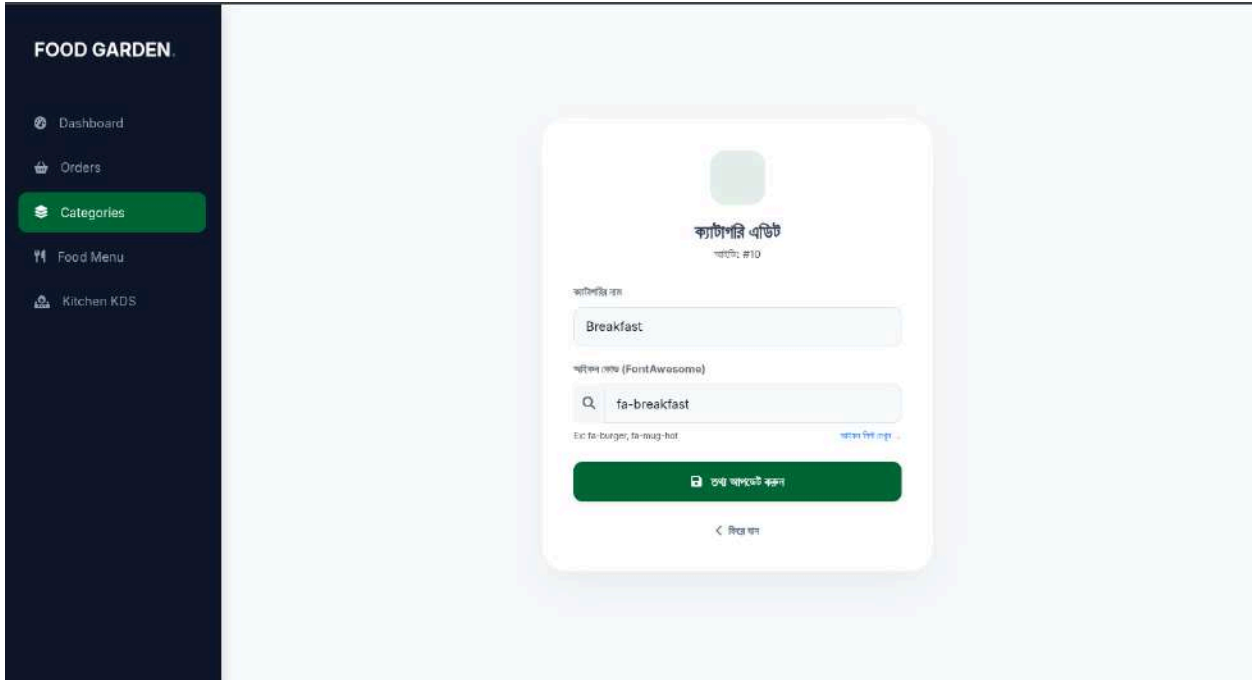 FOOD GARDEN.
Dashboard
Orders
Categories
Food Menu
Kitchen KDS
ক্যাটাগরি এডিট
আইডি: #10
ক্যাটাগরির নাম
Breakfast
আইকন কোড (FontAwesome)
fa-breakfast
Ex: fa-burger, fa-mug-hot
আইকন লিস্ট দেখুন
তথ্য আপডেট করুন
ফিরে যান